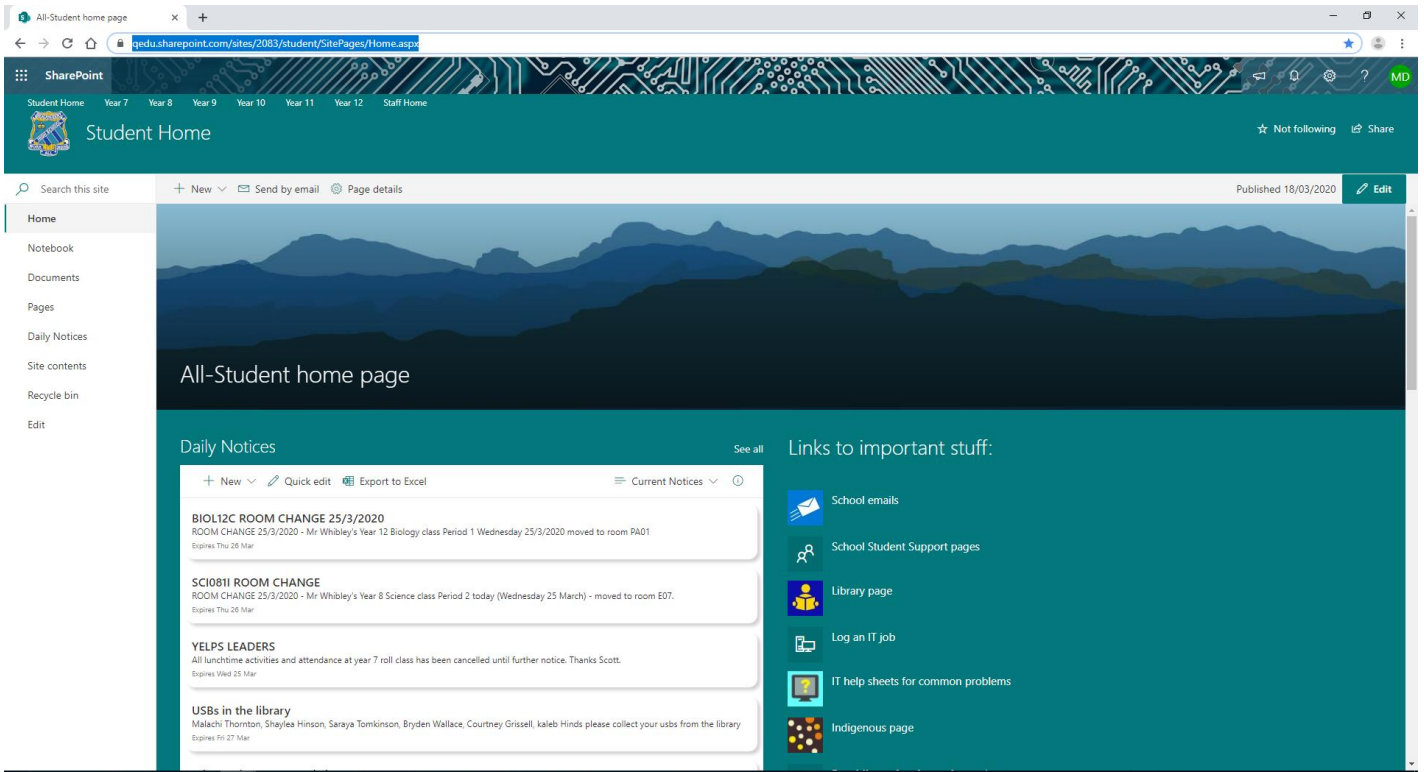 All-Student home page
qedu.sharepoint.com/sites/2083/student/SitePages/Home.aspx
SharePoint
? MD
Student Home Year 7 Year 8 Year 9 Year 10 Year 11 Year 12 Staff Home
Student Home
Not following Share
Search this site
New Send by email Page details
Published 18/03/2020 Edit
Home
Notebook
Documents
Pages
Daily Notices
Site contents
Recycle bin
Edit
All-Student home page
Daily Notices
See all
New Quick edit Export to Excel Current Notices
BIOL12C ROOM CHANGE 25/3/2020
ROOM CHANGE 25/3/2020 - Mr Whibley's Year 12 Biology class Period 1 Wednesday 25/3/2020 moved to room PA01
Expires Thu 26 Mar
SCI081I ROOM CHANGE
ROOM CHANGE 25/3/2020 - Mr Whibley's Year 8 Science class Period 2 today (Wednesday 25 March) - moved to room E07.
Expires Thu 26 Mar
YELPS LEADERS
All lunchtime activities and attendance at year 7 roll class has been cancelled until further notice. Thanks Scott.
Expires Wed 25 Mar
USBs in the library
Malachi Thornton, Shaylea Hinson, Saraya Tomkinson, Bryden Wallace, Courtney Grissell, kaleb Hinds please collect your usbs from the library
Expires Fri 27 Mar
Links to important stuff:
School emails
School Student Support pages
Library page
Log an IT job
IT help sheets for common problems
Indigenous page